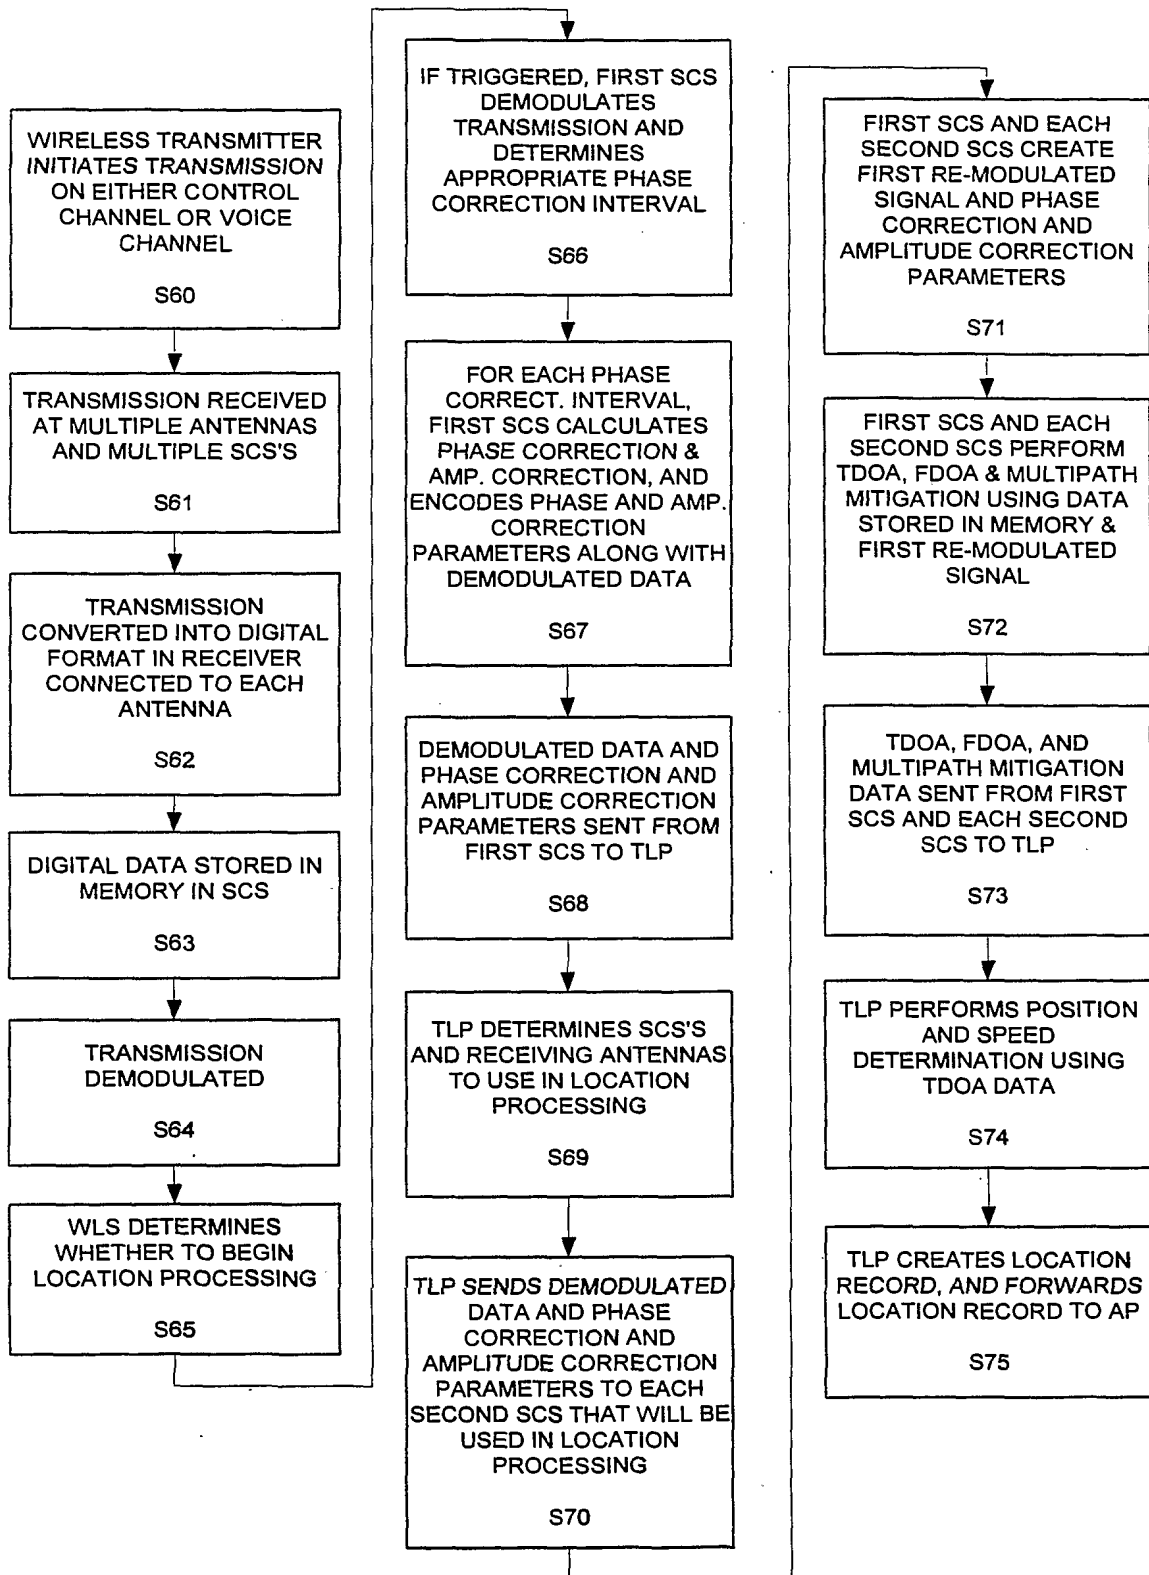 WIRELESS TRANSMITTER
INITIATES TRANSMISSION
ON EITHER CONTROL
CHANNEL OR VOICE
CHANNEL
S60
TRANSMISSION RECEIVED
AT MULTIPLE ANTENNAS
AND MULTIPLE SCS'S
S61
TRANSMISSION
CONVERTED INTO DIGITAL
FORMAT IN RECEIVER
CONNECTED TO EACH
ANTENNA
S62
DIGITAL DATA STORED IN
MEMORY IN SCS
S63
TRANSMISSION
DEMODULATED
S64
WLS DETERMINES
WHETHER TO BEGIN
LOCATION PROCESSING
S65
IF TRIGGERED, FIRST SCS
DEMODULATES
TRANSMISSION AND
DETERMINES
APPROPRIATE PHASE
CORRECTION INTERVAL
S66
FOR EACH PHASE
CORRECT. INTERVAL,
FIRST SCS CALCULATES
PHASE CORRECTION &
AMP. CORRECTION, AND
ENCODES PHASE AND AMP.
CORRECTION
PARAMETERS ALONG WITH
DEMODULATED DATA
S67
DEMODULATED DATA AND
PHASE CORRECTION AND
AMPLITUDE CORRECTION
PARAMETERS SENT FROM
FIRST SCS TO TLP
S68
TLP DETERMINES SCS'S
AND RECEIVING ANTENNAS
TO USE IN LOCATION
PROCESSING
S69
TLP SENDS DEMODULATED
DATA AND PHASE
CORRECTION AND
AMPLITUDE CORRECTION
PARAMETERS TO EACH
SECOND SCS THAT WILL BE
USED IN LOCATION
PROCESSING
S70
FIRST SCS AND EACH
SECOND SCS CREATE
FIRST RE-MODULATED
SIGNAL AND PHASE
CORRECTION AND
AMPLITUDE CORRECTION
PARAMETERS
S71
FIRST SCS AND EACH
SECOND SCS PERFORM
TDOA, FDOA & MULTIPATH
MITIGATION USING DATA
STORED IN MEMORY &
FIRST RE-MODULATED
SIGNAL
S72
TDOA, FDOA, AND
MULTIPATH MITIGATION
DATA SENT FROM FIRST
SCS AND EACH SECOND
SCS TO TLP
S73
TLP PERFORMS POSITION
AND SPEED
DETERMINATION USING
TDOA DATA
S74
TLP CREATES LOCATION
RECORD, AND FORWARDS
LOCATION RECORD TO AP
S75